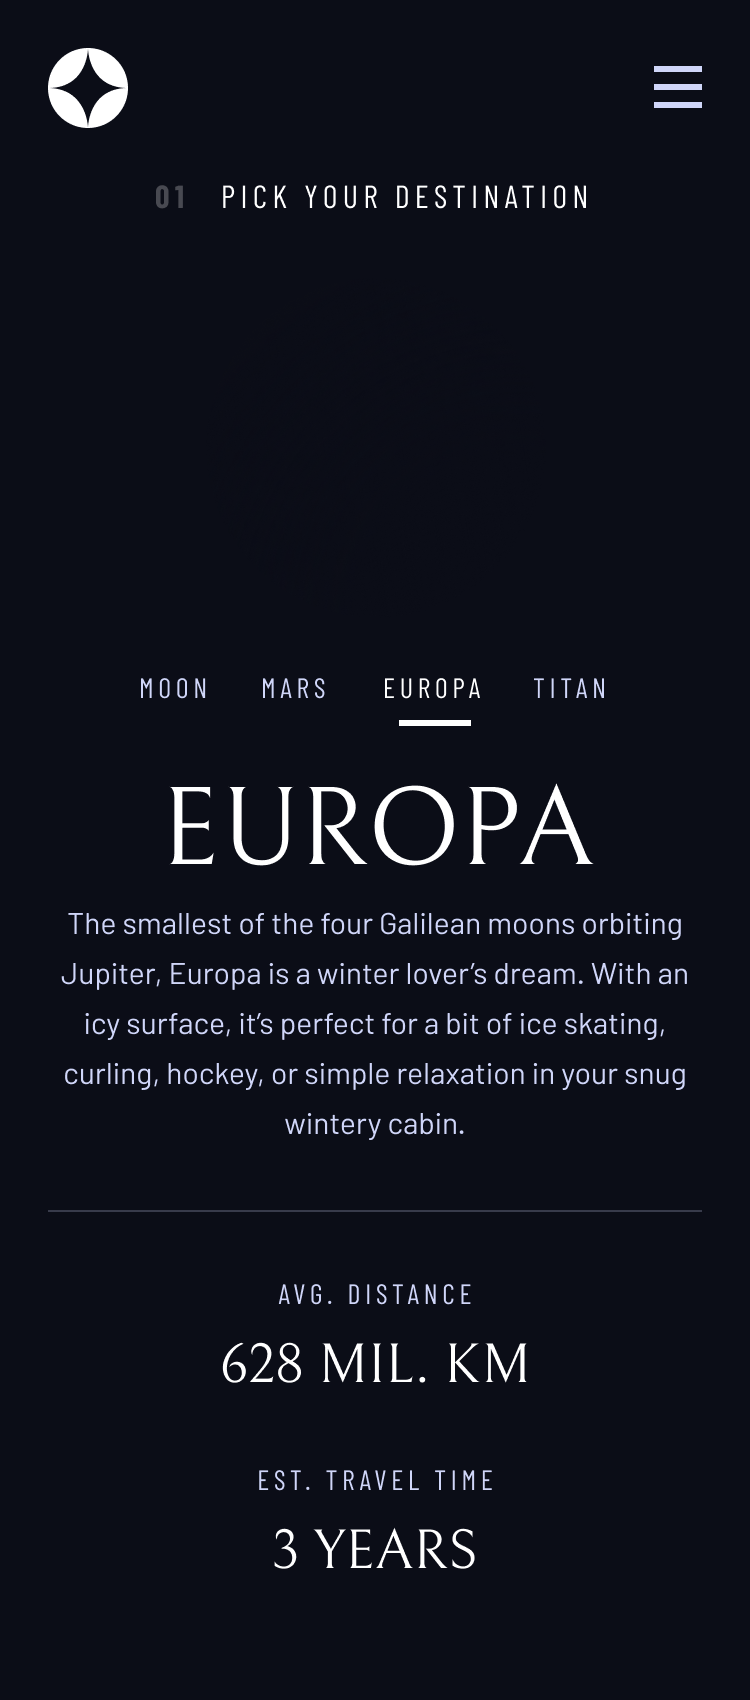 01 PICK YOUR DESTINATION
MOON MARS EUROPA TITAN
EUROPA
The smallest of the four Galilean moons orbiting
Jupiter, Europa is a winter lover’s dream. With an
icy surface, it’s perfect for a bit of ice skating,
curling, hockey, or simple relaxation in your snug
wintery cabin.
AVG. DISTANCE
628 MIL. KM
EST. TRAVEL TIME
3 YEARS